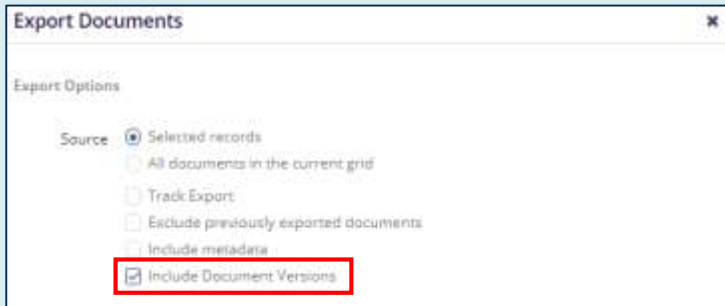 Export Documents
Export Options
Source Selected records
All documents in the current grid
Track Export
Exclude previously exported documents
Include metadata
Include Document Versions